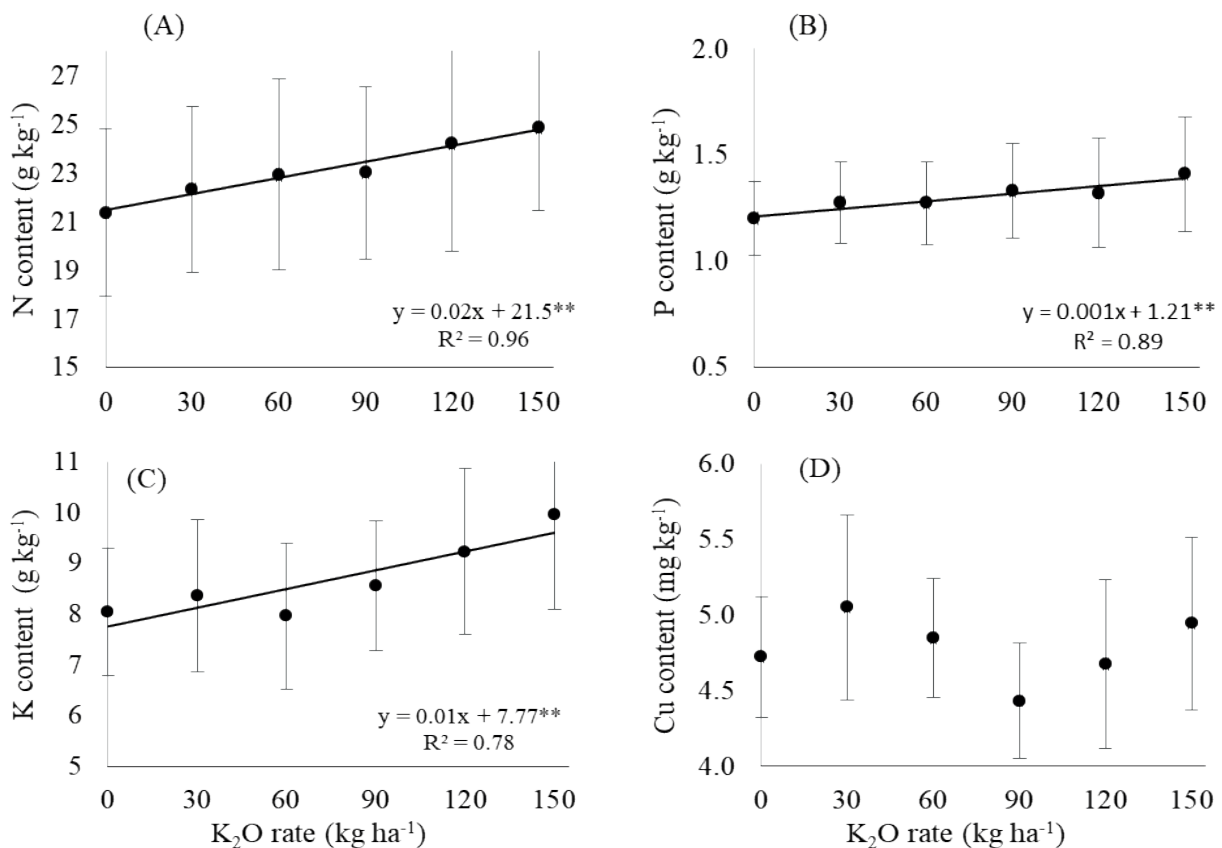 (A)
N content (g kg⁻¹)
27
25
23
21
19
17
15
y = 0.02x + 21.5**
R² = 0.96
0 30 60 90 120 150
(B)
P content (g kg⁻¹)
2.0
1.5
1.0
0.5
y = 0.001x + 1.21**
R² = 0.89
0 30 60 90 120 150
(C)
K content (g kg⁻¹)
11
10
9
8
7
6
5
y = 0.01x + 7.77**
R² = 0.78
0 30 60 90 120 150
K₂O rate (kg ha⁻¹)
(D)
Cu content (mg kg⁻¹)
6.0
5.5
5.0
4.5
4.0
0 30 60 90 120 150
K₂O rate (kg ha⁻¹)